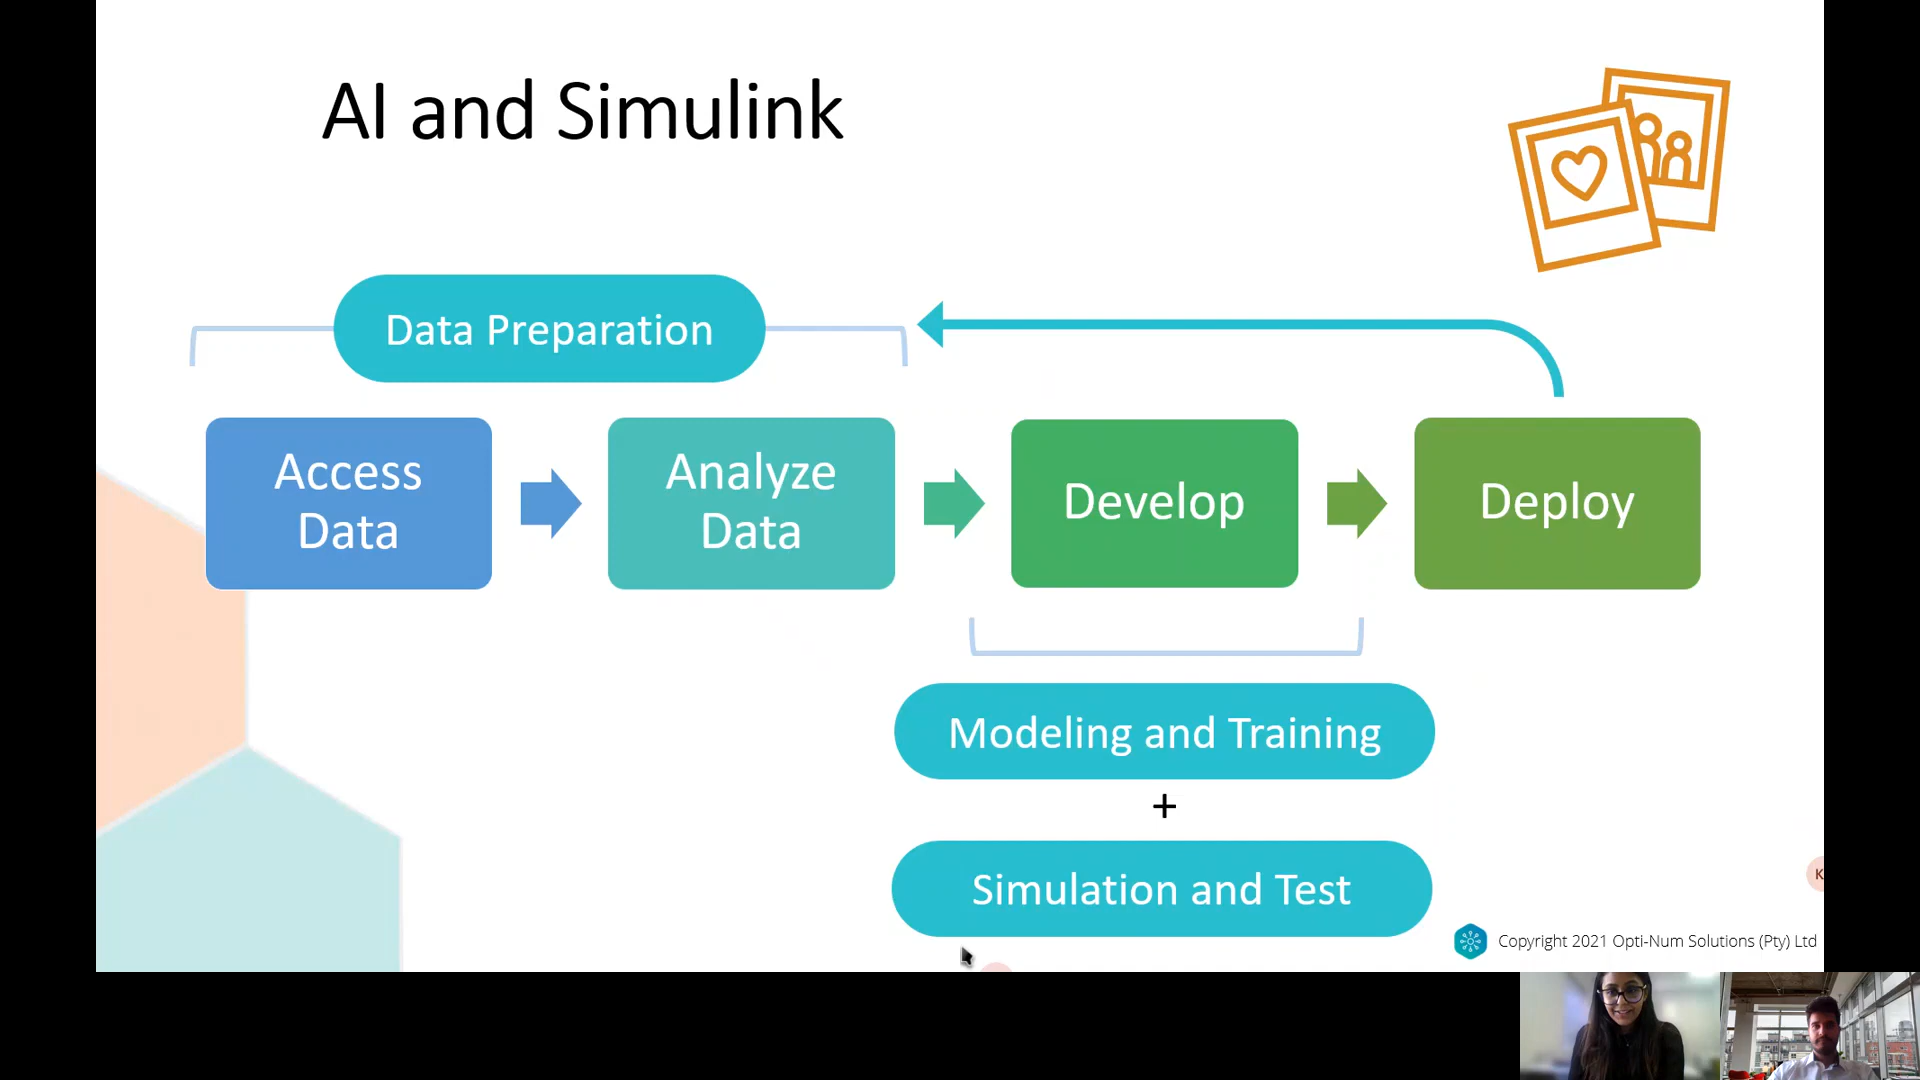 AI and Simulink
Data Preparation
Access
Data
Analyze
Data
Develop
Deploy
Modeling and Training
+
Simulation and Test
K
Copyright 2021 Opti-Num Solutions (Pty) Ltd